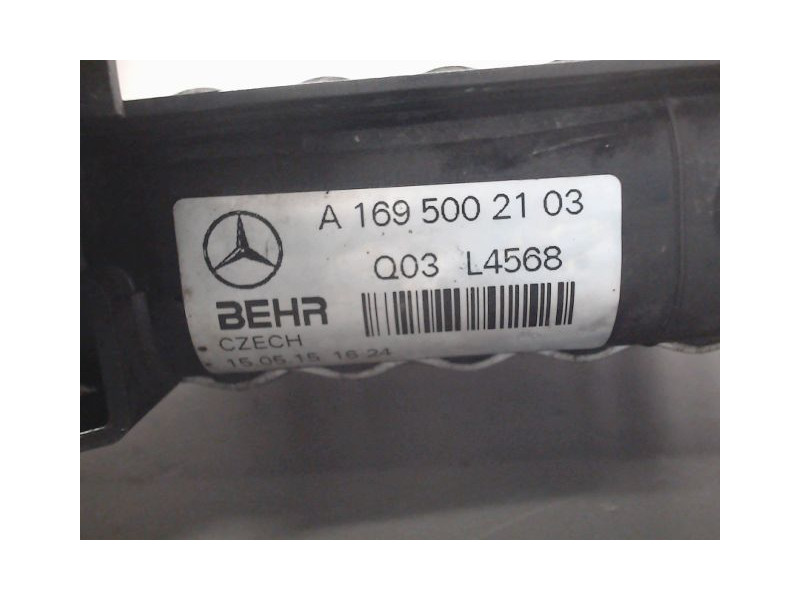 A 169 500 21 03
Q03 L4568
BEHR
CZECH
15.05.15 16:24